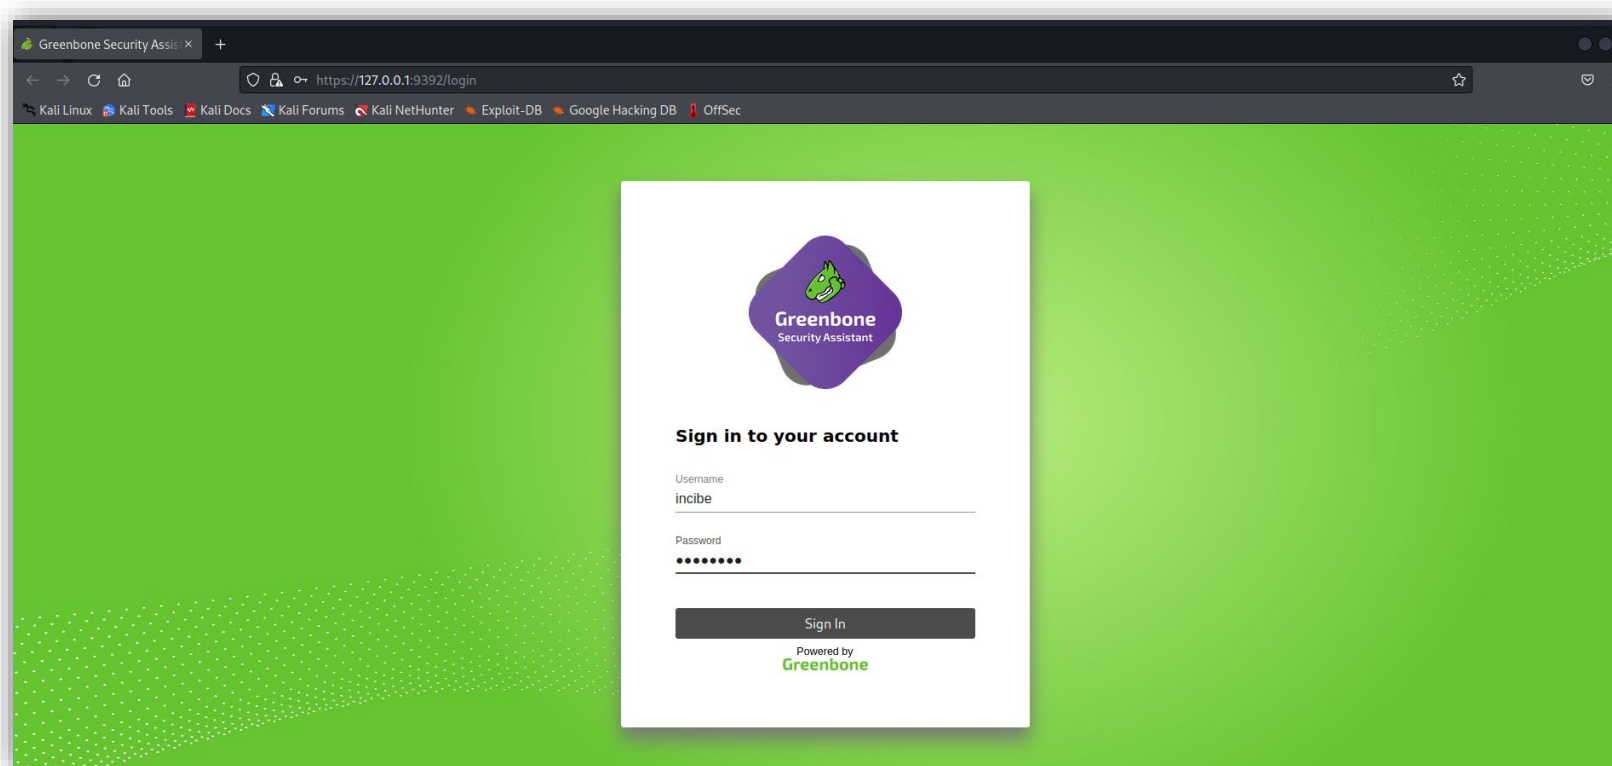 Greenbone Security Assis
https://127.0.0.1:9392/login
Kali Linux Kali Tools Kali Docs Kali Forums Kali NetHunter Exploit-DB Google Hacking DB OffSec
Greenbone
Security Assistant
Sign in to your account
Username
incibe
Password
Sign In
Powered by
Greenbone